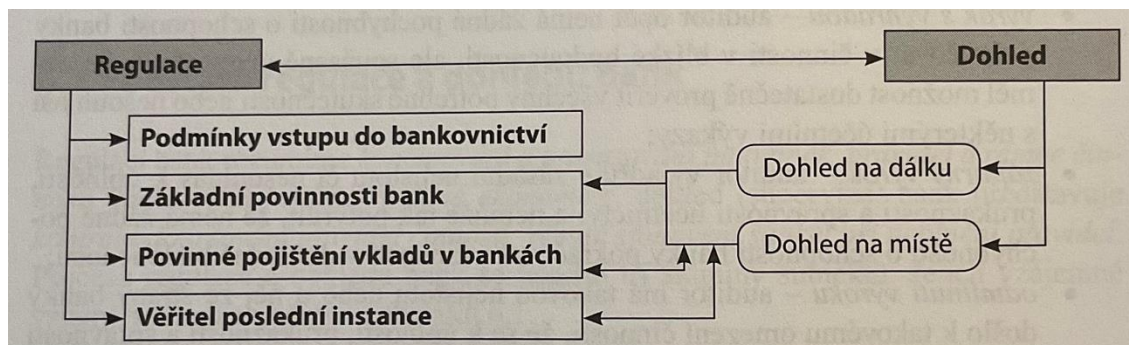 Regulace
Dohled
Podmínky vstupu do bankovnictví
Základní povinnosti bank
Povinné pojištění vkladů v bankách
Věřitel poslední instance
Dohled na dálku
Dohled na místě